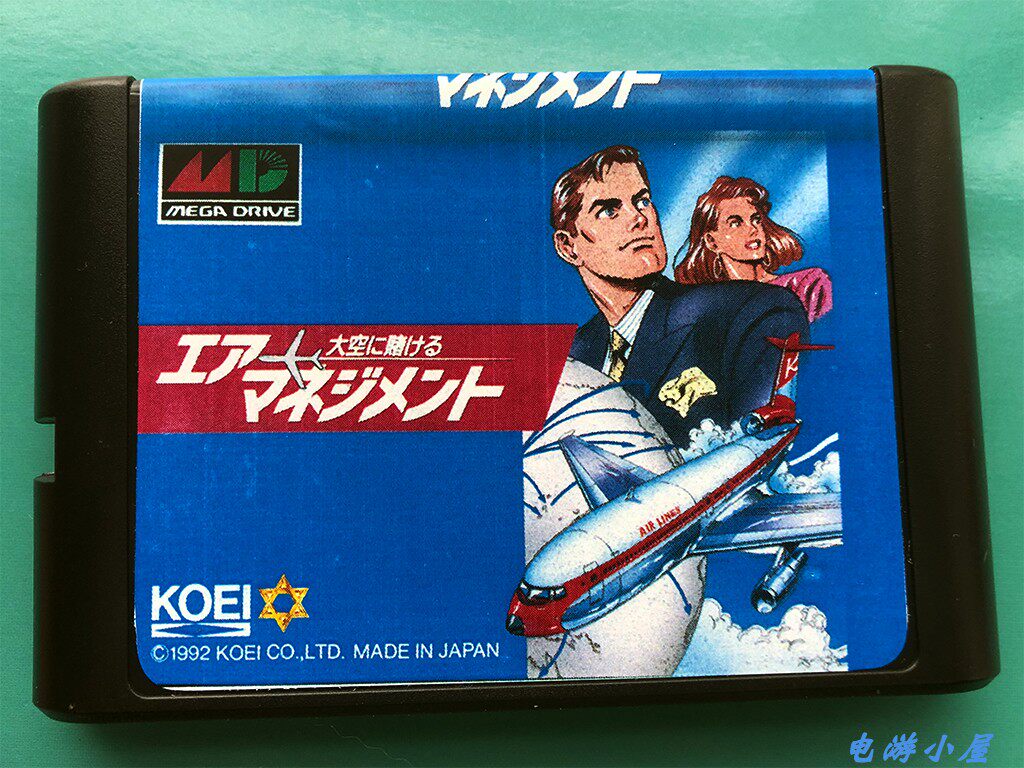 マネジメント
MD
MEGA DRIVE
大空に賭ける
エアーマネジメント
AIR LINES
K
KOEI
©1992 KOEI CO.,LTD. MADE IN JAPAN
电游小屋